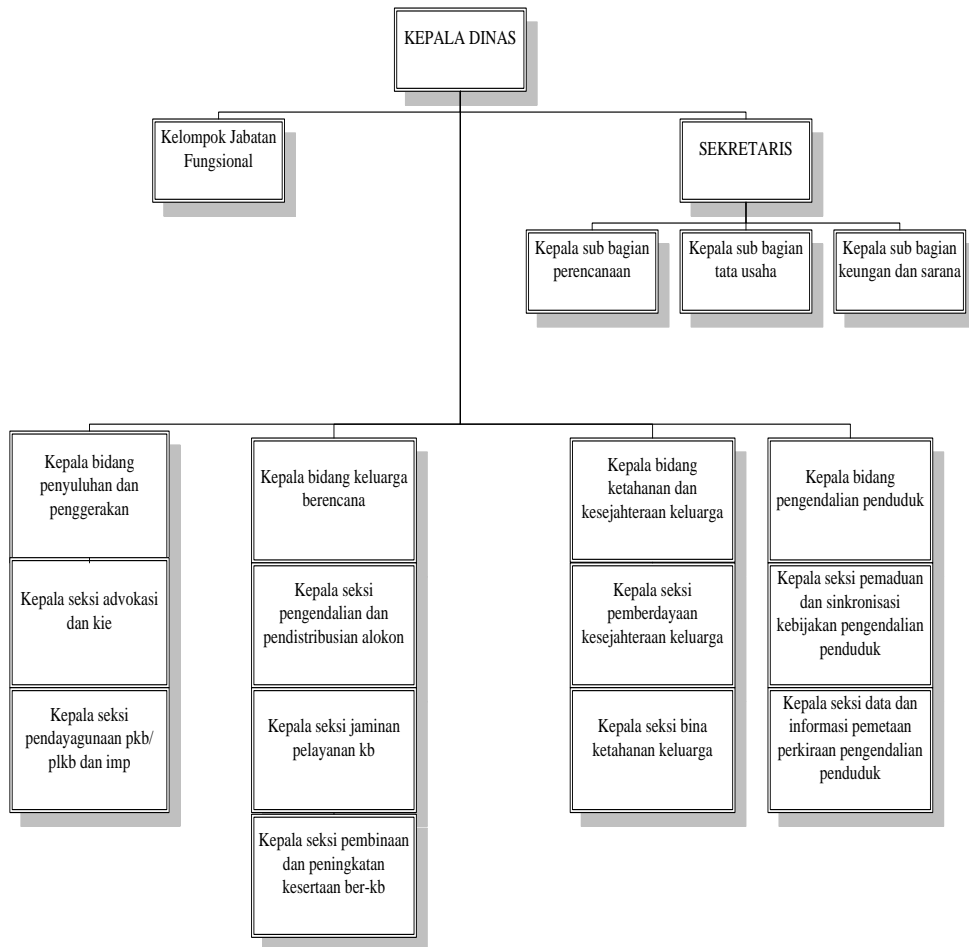 KEPALA DINAS
Kelompok Jabatan
Fungsional
SEKRETARIS
Kepala sub bagian
perencanaan
Kepala sub bagian
tata usaha
Kepala sub bagian
keungan dan sarana
Kepala bidang
penyuluhan dan
penggerakan
Kepala seksi advokasi
dan kie
Kepala seksi
pendayagunaan pkb/
plkb dan imp
Kepala bidang keluarga
berencana
Kepala seksi
pengendalian dan
pendistribusian alokon
Kepala seksi jaminan
pelayanan kb
Kepala seksi pembinaan
dan peningkatan
kesertaan ber-kb
Kepala bidang
ketahanan dan
kesejahteraan keluarga
Kepala seksi
pemberdayaan
kesejahteraan keluarga
Kepala seksi bina
ketahanan keluarga
Kepala bidang
pengendalian penduduk
Kepala seksi pemaduan
dan sinkronisasi
kebijakan pengendalian
penduduk
Kepala seksi data dan
informasi pemetaan
perkiraan pengendalian
penduduk